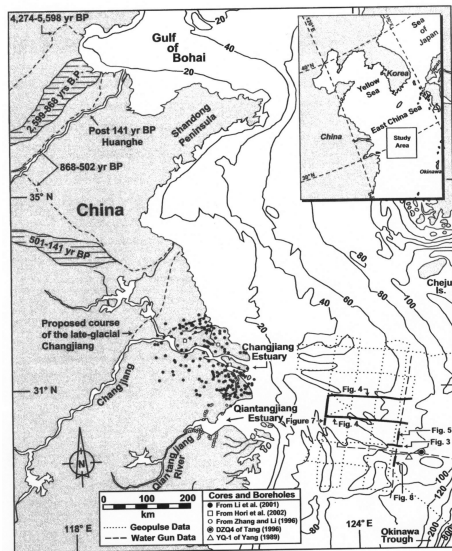 4,274-5,598 yr BP
Gulf
of
Bohai
20
40
20
2,599-868 yrs B.P
Post 141 yr BP
Huanghe
868-502 yr BP
Shandong
Peninsula
35° N
China
501-141 yr BP
Proposed course
of the late-glacial
Changjiang
Changjiang
31° N
Changjiang
Estuary
Qiantangjiang
Estuary
Qiantangjiang
River
N
0 100 200
km
118° E
124° E
Sea
of
Japan
Korea
Yellow
Sea
East China Sea
China
Study
Area
Okinawa
80
80
100
60
40
20
80
100
Cheju
Is.
Fig. 4
Figure 7
Fig. 4
Fig. 5
Fig. 3
Fig. 8
100
120
Okinawa
Trough
200
Cores and Boreholes
From Li et al. (2001)
From Hori et al. (2002)
From Zhang and Li (1996)
DZQ4 of Tang (1996)
YQ-1 of Yang (1989)
Geopulse Data
Water Gun Data